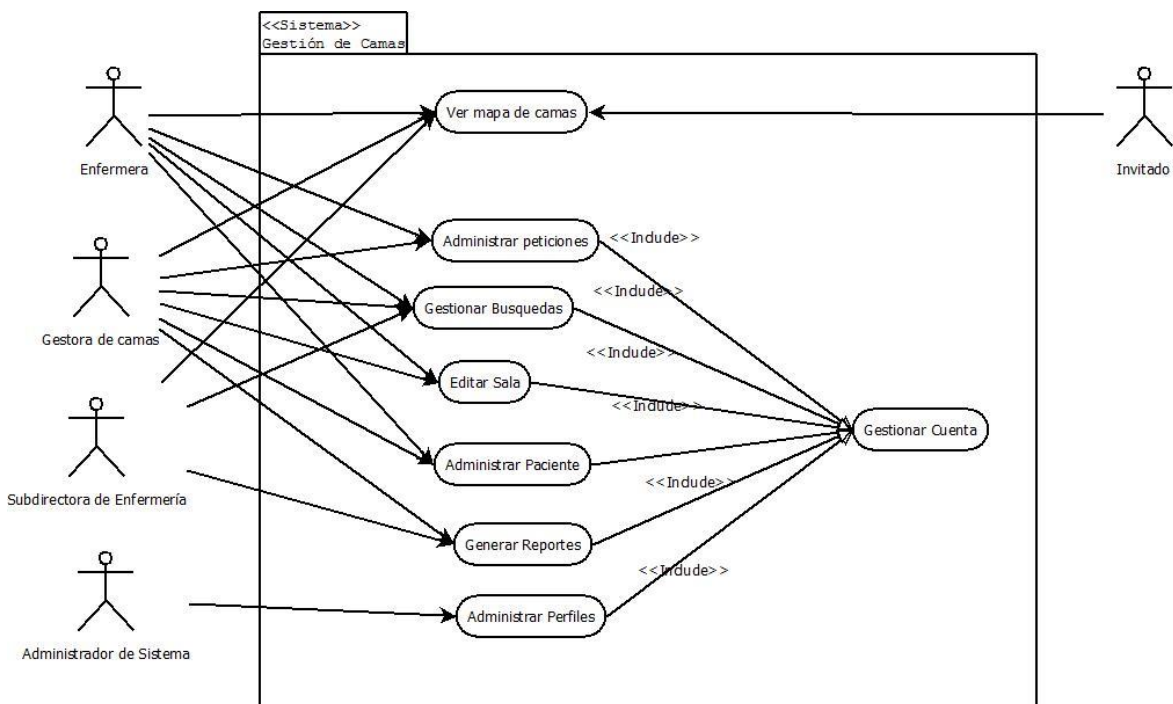 <<Sistema>>
Gestión de Camas
Ver mapa de camas
Enfermera
Invitado
Administrar peticiones
<<Include>>
<<Include>>
Gestionar Busquedas
Gestora de camas
<<Include>>
Editar Sala
<<Include>>
Gestionar Cuenta
Administrar Paciente
<<Include>>
Subdirectora de Enfermería
Generar Reportes
<<Include>>
Administrar Perfiles
Administrador de Sistema